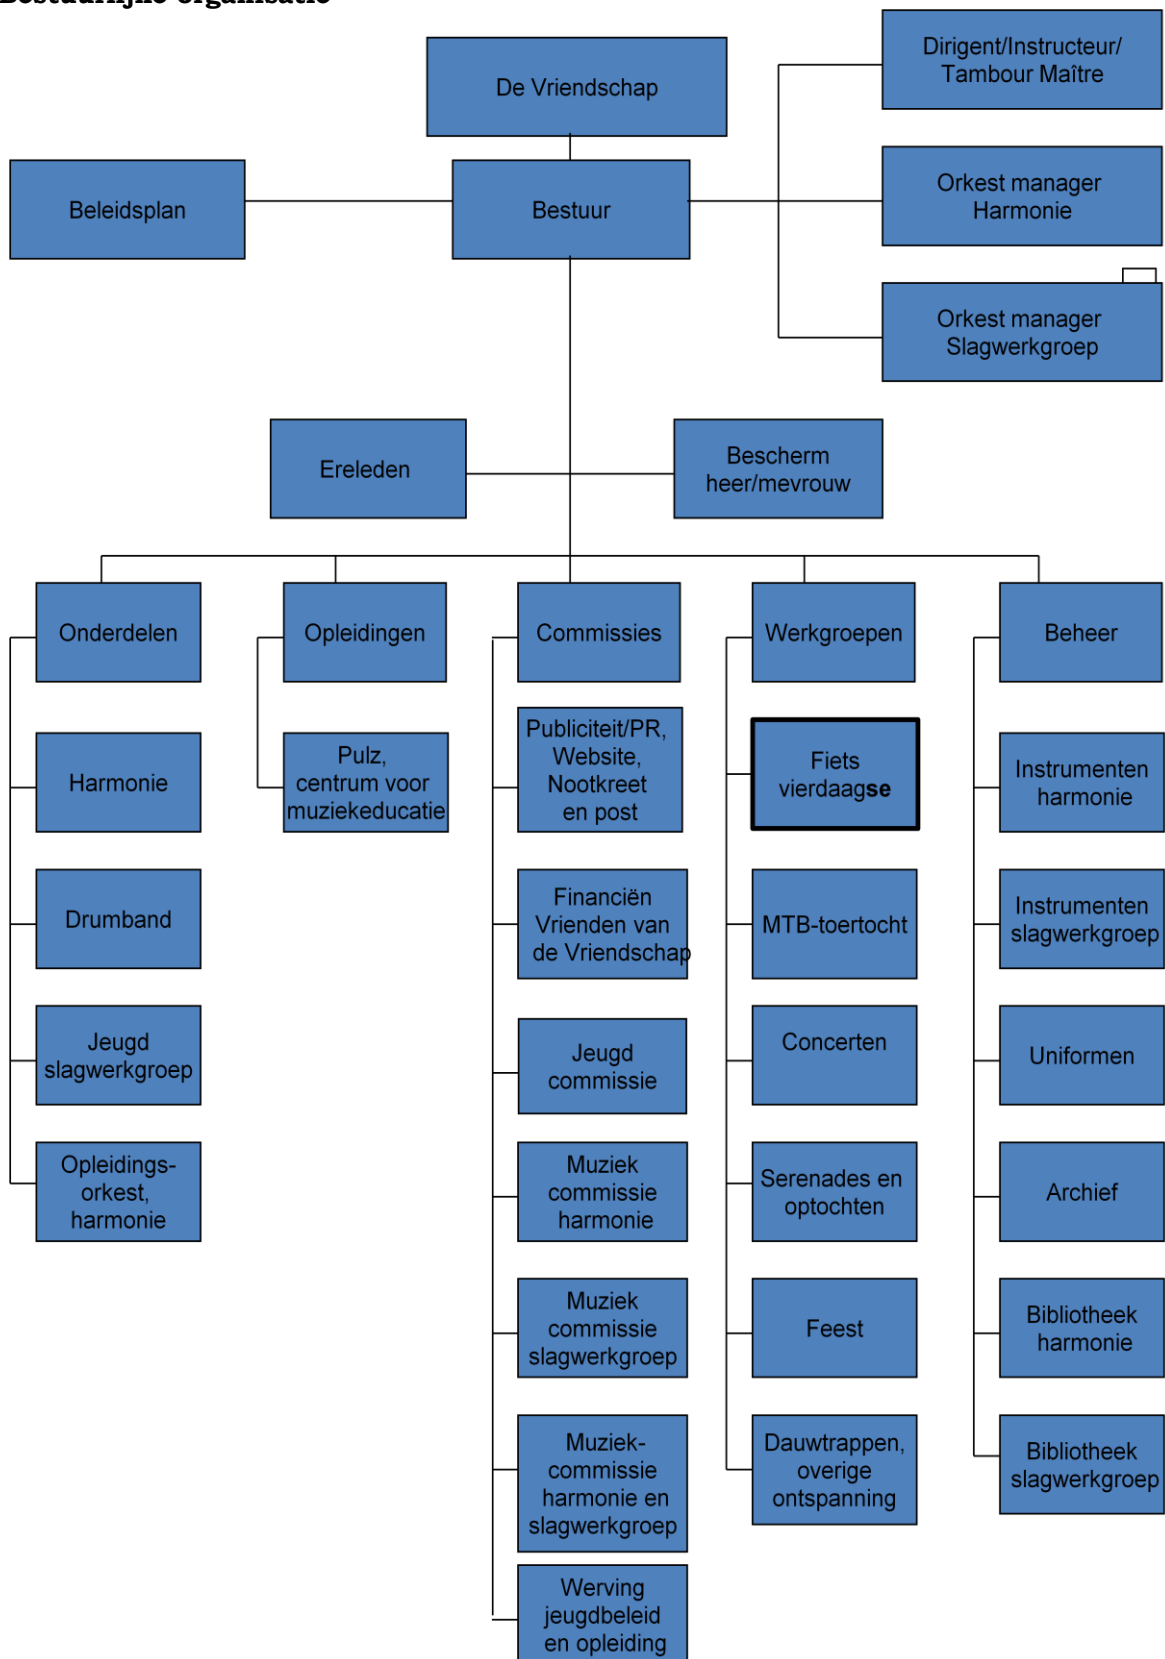 Bestuurlijke organisatie
De Vriendschap
Dirigent/Instructeur/
Tambour Maître
Beleidsplan
Bestuur
Orkest manager
Harmonie
Orkest manager
Slagwerkgroep
Ereleden
Bescherm
heer/mevrouw
Onderdelen
Opleidingen
Commissies
Werkgroepen
Beheer
Harmonie
Drumband
Jeugd
slagwerkgroep
Opleidings-
orkest,
harmonie
Pulz,
centrum voor
muziekeducatie
Publiciteit/PR,
Website,
Nootkreet
en post
Financiën
Vrienden van
de Vriendschap
Jeugd
commissie
Muziek
commissie
harmonie
Muziek
commissie
slagwerkgroep
Muziek-
commissie
harmonie en
slagwerkgroep
Werving
jeugdbeleid
en opleiding
Fiets
vierdaagse
MTB-toertocht
Concerten
Serenades en
optochten
Feest
Dauwtrappen,
overige
ontspanning
Instrumenten
harmonie
Instrumenten
slagwerkgroep
Uniformen
Archief
Bibliotheek
harmonie
Bibliotheek
slagwerkgroep